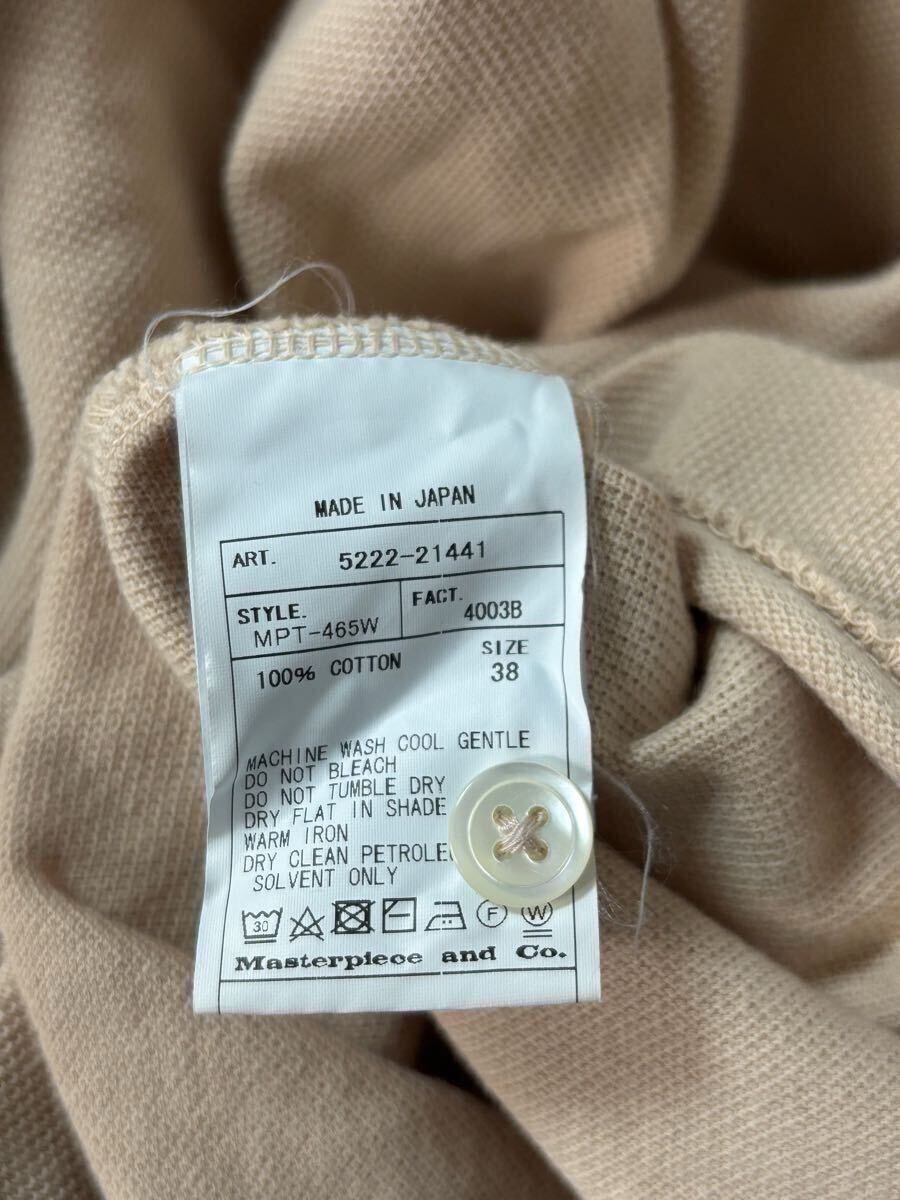 MADE IN JAPAN
ART. 5222-21441
STYLE. MPT-465W
FACT. 4003B
100% COTTON
SIZE 38
MACHINE WASH COOL GENTLE
DO NOT BLEACH
DO NOT TUMBLE DRY
DRY FLAT IN SHADE
WARM IRON
DRY CLEAN
SOLVENT ONLY
30 F W
Masterpiece and Co.